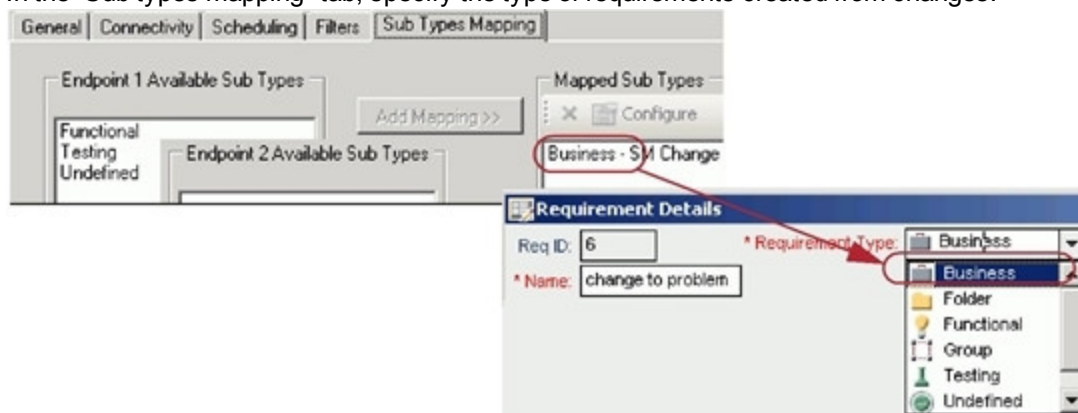 In the "Sub types Mapping" tab, specify the type of requirements created from changes:
General Connectivity Scheduling Filters Sub Types Mapping
Endpoint 1 Available Sub Types
Functional
Testing
Undefined
Endpoint 2 Available Sub Types
Add Mapping >>
Mapped Sub Types
Configure
Business - SM Change
Requirement Details
Req ID: 6
* Requirement Type: Business
* Name: change to problem
Business
Folder
Functional
Group
Testing
Undefined